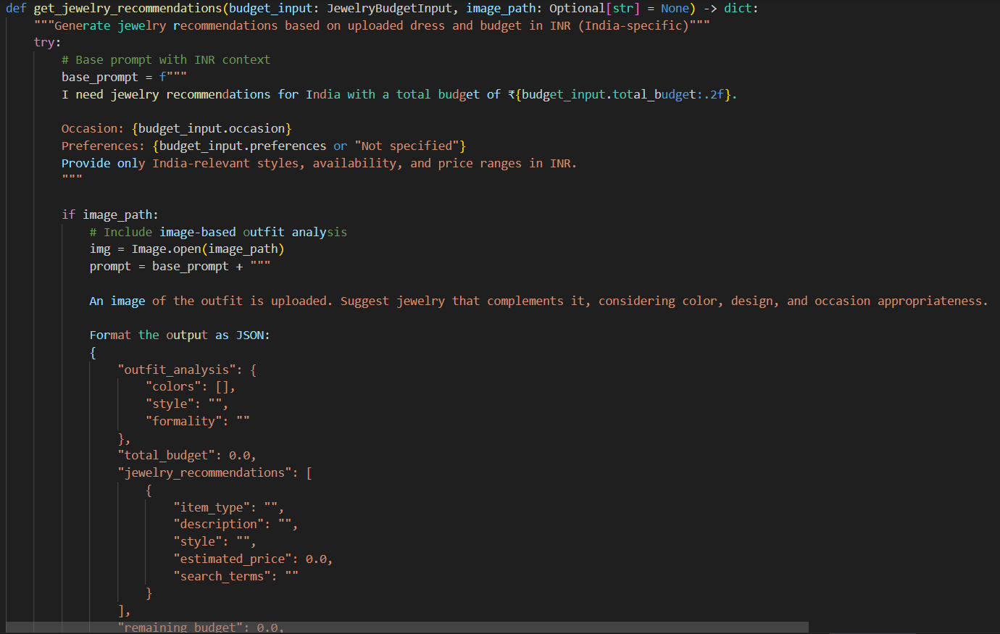 def get_jewelry_recommendations(budget_input: JewelryBudgetInput, image_path: Optional[str] = None) -> dict:
"""Generate jewelry recommendations based on uploaded dress and budget in INR (India-specific)"""
try:
# Base prompt with INR context
base_prompt = f"""
I need jewelry recommendations for India with a total budget of ₹{budget_input.total_budget:.2f}.
Occasion: {budget_input.occasion}
Preferences: {budget_input.preferences or "Not specified"}
Provide only India-relevant styles, availability, and price ranges in INR.
"""
if image_path:
# Include image-based outfit analysis
img = Image.open(image_path)
prompt = base_prompt + """
An image of the outfit is uploaded. Suggest jewelry that complements it, considering color, design, and occasion appropriateness.
Format the output as JSON:
{
"outfit_analysis": {
"colors": [],
"style": "",
"formality": ""
},
"total_budget": 0.0,
"jewelry_recommendations": [
{
"item_type": "",
"description": "",
"style": "",
"estimated_price": 0.0,
"search_terms": ""
}
],
"remaining_budget": 0.0,